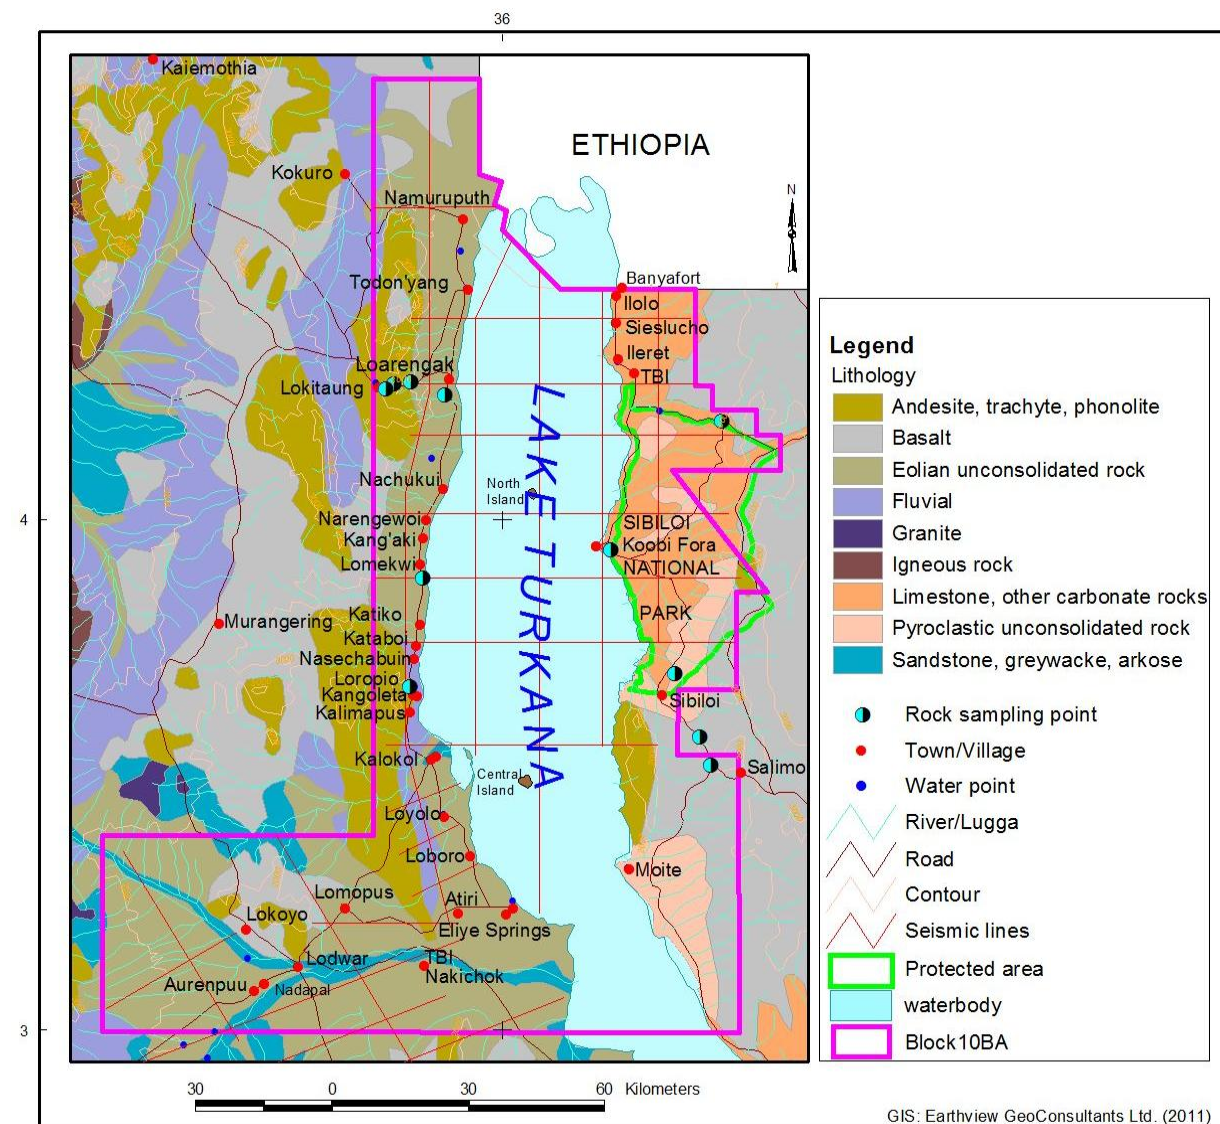 36
Kaiemothia
ETHIOPIA
Kokuro
Namuruputh
N
Todon'yang
Banyafort
Ilolo
Sieslucho
Ileret
TBI
Loarengak
Lokitaung
LAKE TURKANA
Nachukui
North
Island
4
Narengewoi
Kang'aki
Lomekwi
SIBILOI
Koobi Fora
NATIONAL
PARK
Katiko
Murangering
Kataboi
Nasechabuin
Loropio
Kangoleta
Kalimapus
Sibiloi
Kalokol
Central
Island
Salimo
Loyolo
Loboro
Moite
Lomopus
Atiri
Lokoyo
Eliye Springs
Lodwar
TBI
Nakichok
Aurenpuu
Nadapal
3
Legend
Lithology
Andesite, trachyte, phonolite
Basalt
Eolian unconsolidated rock
Fluvial
Granite
Igneous rock
Limestone, other carbonate rocks
Pyroclastic unconsolidated rock
Sandstone, greywacke, arkose
Rock sampling point
Town/Village
Water point
River/Lugga
Road
Contour
Seismic lines
Protected area
waterbody
Block10BA
30 0 30 60 Kilometers
GIS: Earthview GeoConsultants Ltd. (2011)